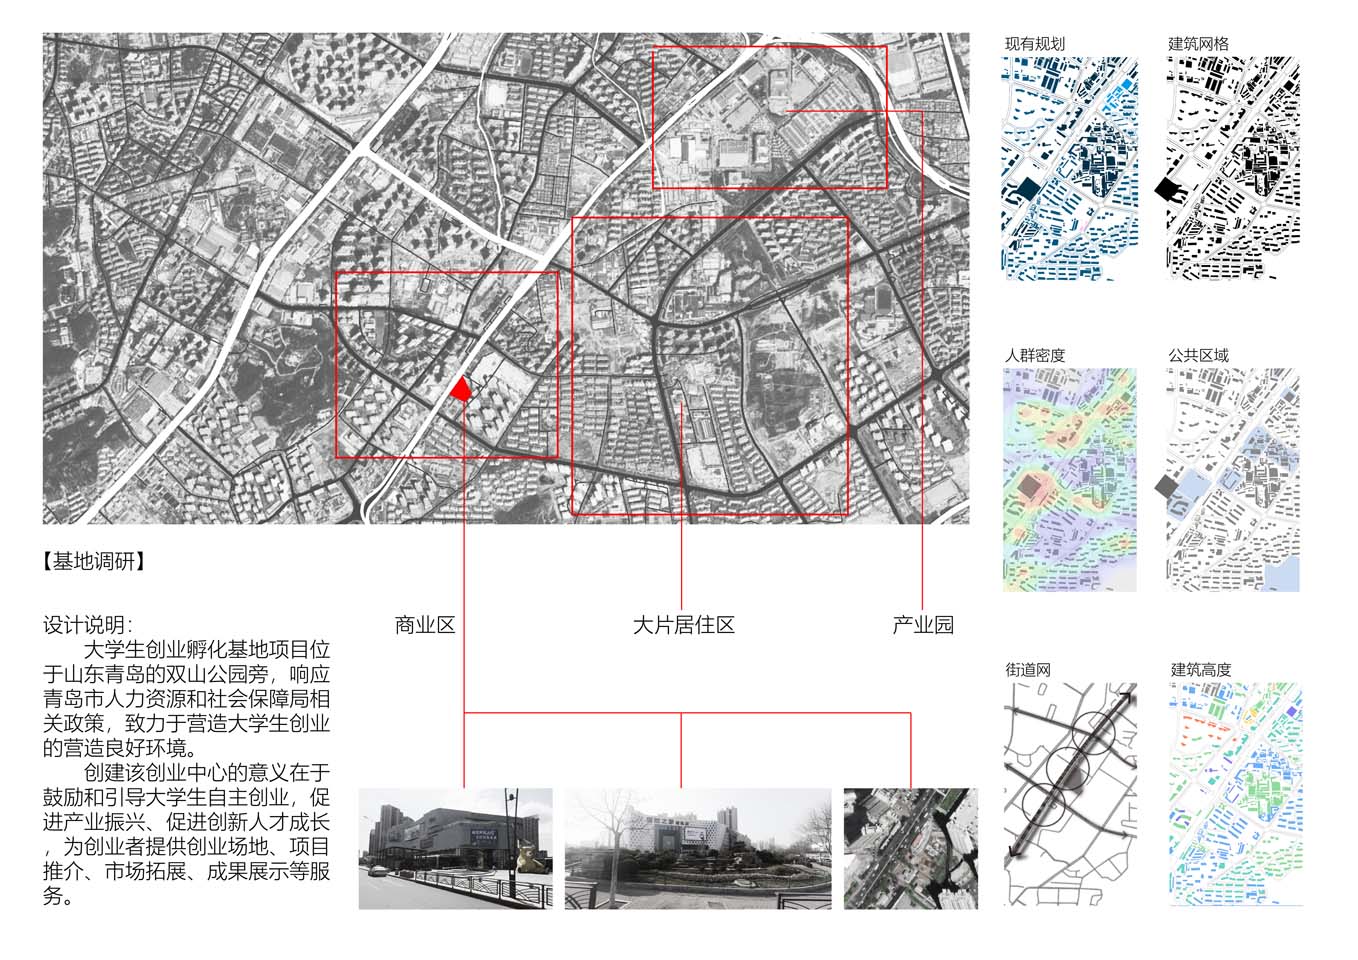 现有规划
建筑网格
人群密度
公共区域
【基地调研】
设计说明：
大学生创业孵化基地项目位
于山东青岛的双山公园旁，响应
青岛市人力资源和社会保障局相
关政策，致力于营造大学生创业
的营造良好环境。
创建该创业中心的意义在于
鼓励和引导大学生自主创业，促
进产业振兴、促进创新人才成长
，为创业者提供创业场地、项目
推介、市场拓展、成果展示等服
务。
商业区
大片居住区
产业园
街道网
建筑高度